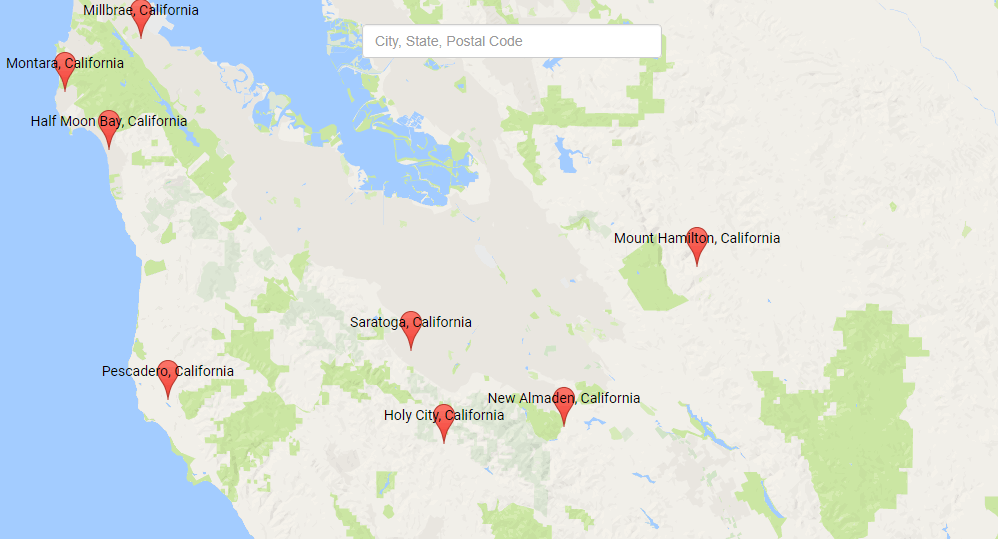 Millbrae, California
City, State, Postal Code
Montara, California
Half Moon Bay, California
Mount Hamilton, California
Saratoga, California
Pescadero, California
New Almaden, California
Holy City, California